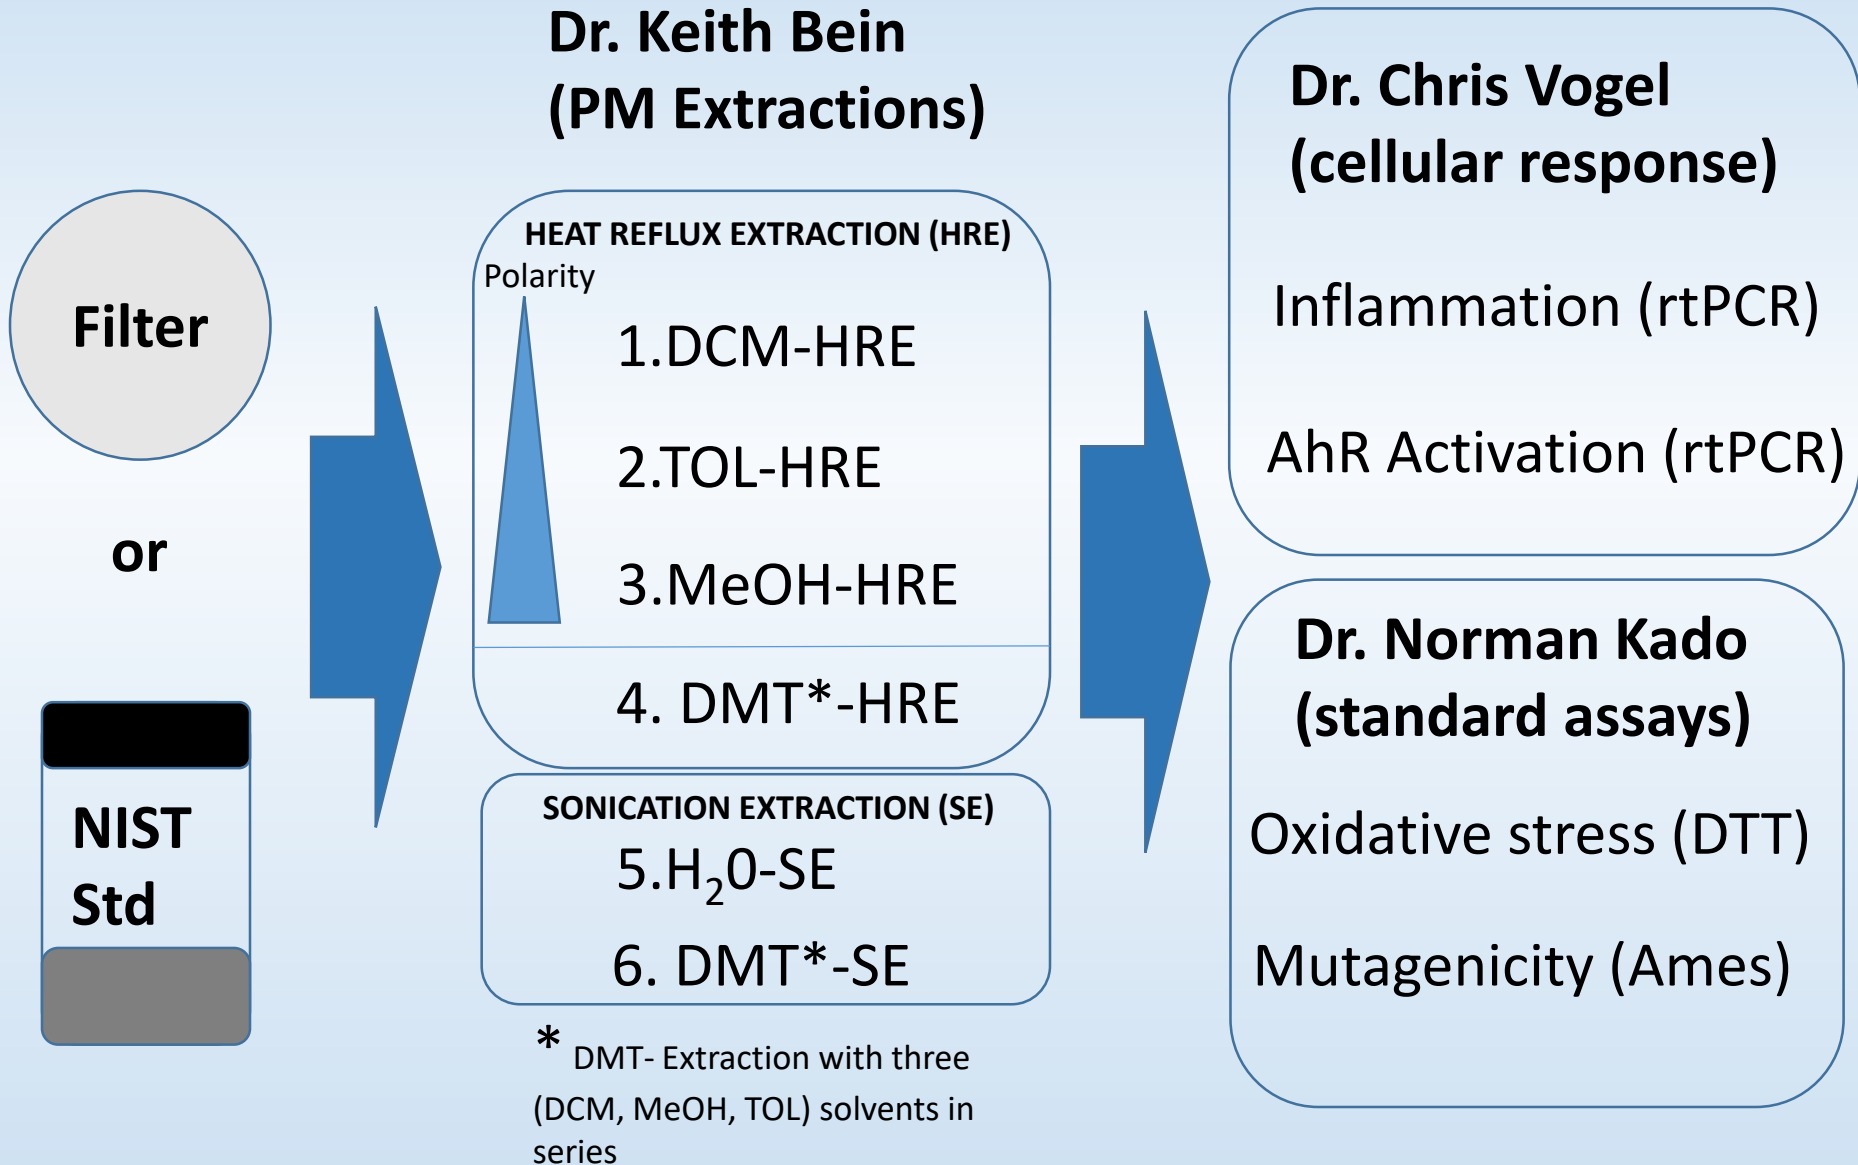 Dr. Keith Bein
(PM Extractions)
Filter
or
NIST
Std
HEAT REFLUX EXTRACTION (HRE)
Polarity
1.DCM-HRE
2.TOL-HRE
3.MeOH-HRE
4. DMT*-HRE
SONICATION EXTRACTION (SE)
5.H₂0-SE
6. DMT*-SE
* DMT- Extraction with three
(DCM, MeOH, TOL) solvents in
series
Dr. Chris Vogel
(cellular response)
Inflammation (rtPCR)
AhR Activation (rtPCR)
Dr. Norman Kado
(standard assays)
Oxidative stress (DTT)
Mutagenicity (Ames)